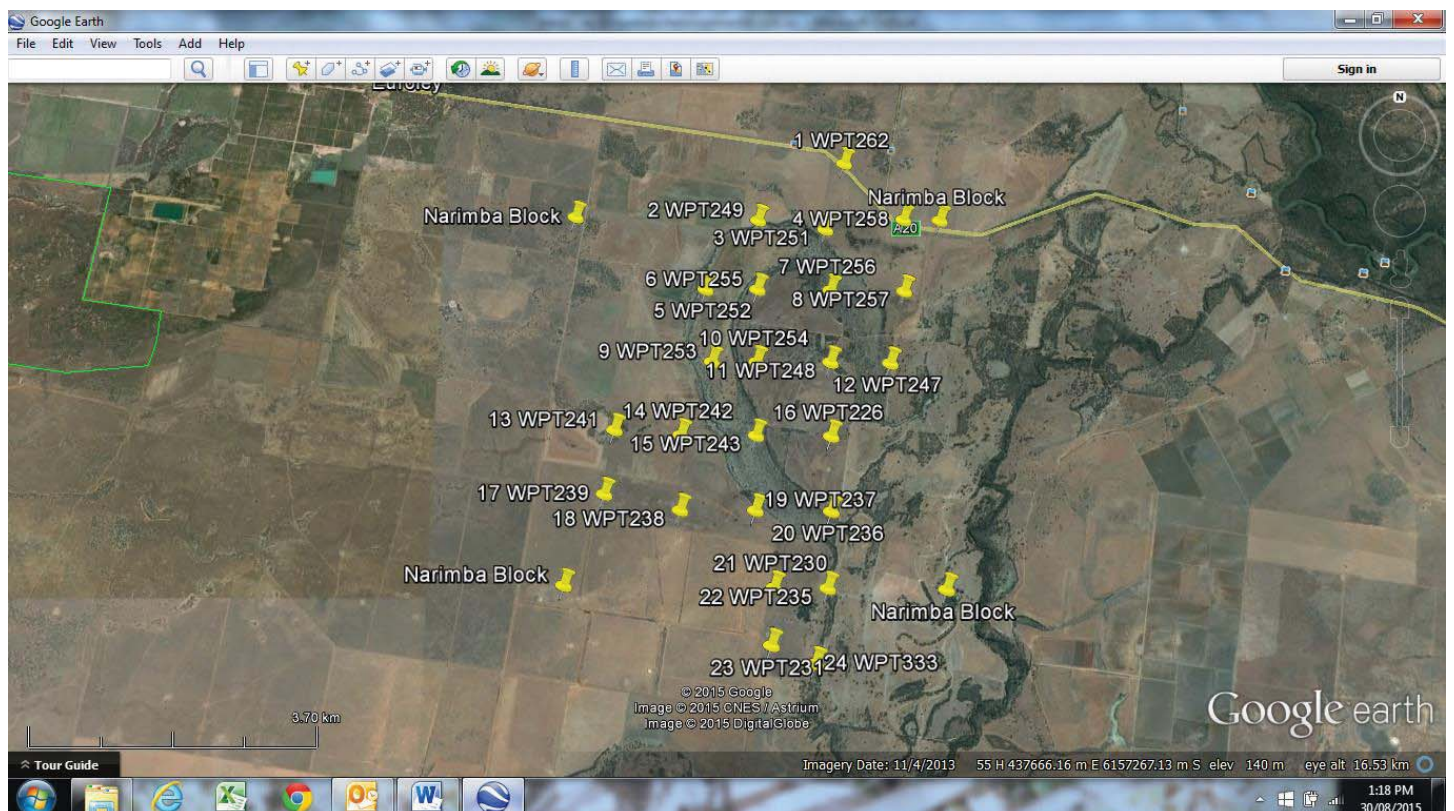 Google Earth
File Edit View Tools Add Help
Sign in
Euroley
N
1 WPT262
Narimba Block
Narimba Block
2 WPT249
4 WPT258
A20
3 WPT251
7 WPT256
6 WPT255
8 WPT257
5 WPT252
10 WPT254
9 WPT253
11 WPT248
12 WPT247
14 WPT242
16 WPT226
13 WPT241
15 WPT243
17 WPT239
19 WPT237
18 WPT238
20 WPT236
21 WPT230
Narimba Block
22 WPT235
Narimba Block
23 WPT231
24 WPT333
© 2015 Google
Image © 2015 CNES / Astrium
Image © 2015 DigitalGlobe
Google earth
3.70 km
Tour Guide
Imagery Date: 11/4/2013 55 H 437666.16 m E 6157267.13 m S elev 140 m eye alt 16.53 km
1:18 PM
30/08/2015